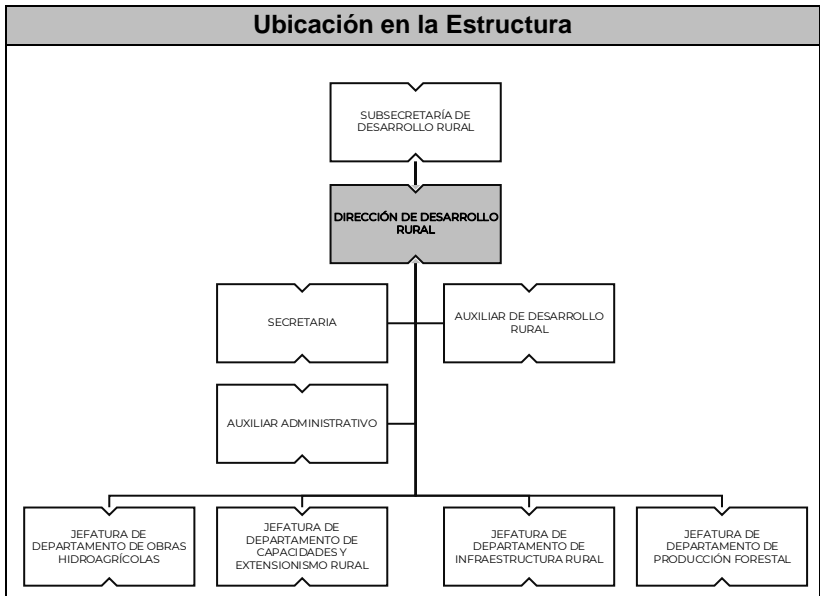 Ubicación en la Estructura
SUBSECRETARÍA DE
DESARROLLO RURAL
DIRECCIÓN DE DESARROLLO
RURAL
SECRETARIA
AUXILIAR DE DESARROLLO
RURAL
AUXILIAR ADMINISTRATIVO
JEFATURA DE
DEPARTAMENTO DE OBRAS
HIDROAGRÍCOLAS
JEFATURA DE
DEPARTAMENTO DE
CAPACIDADES Y
EXTENSIONISMO RURAL
JEFATURA DE
DEPARTAMENTO DE
INFRAESTRUCTURA RURAL
JEFATURA DE
DEPARTAMENTO DE
PRODUCCIÓN FORESTAL